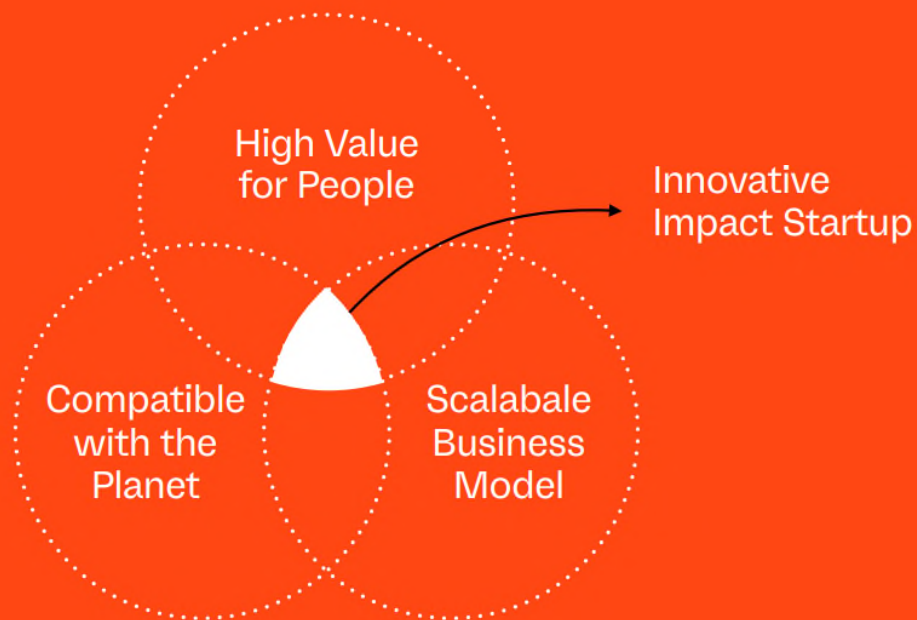 High Value
for People
Innovative
Impact Startup
Compatible
with the
Planet
Scalabale
Business
Model